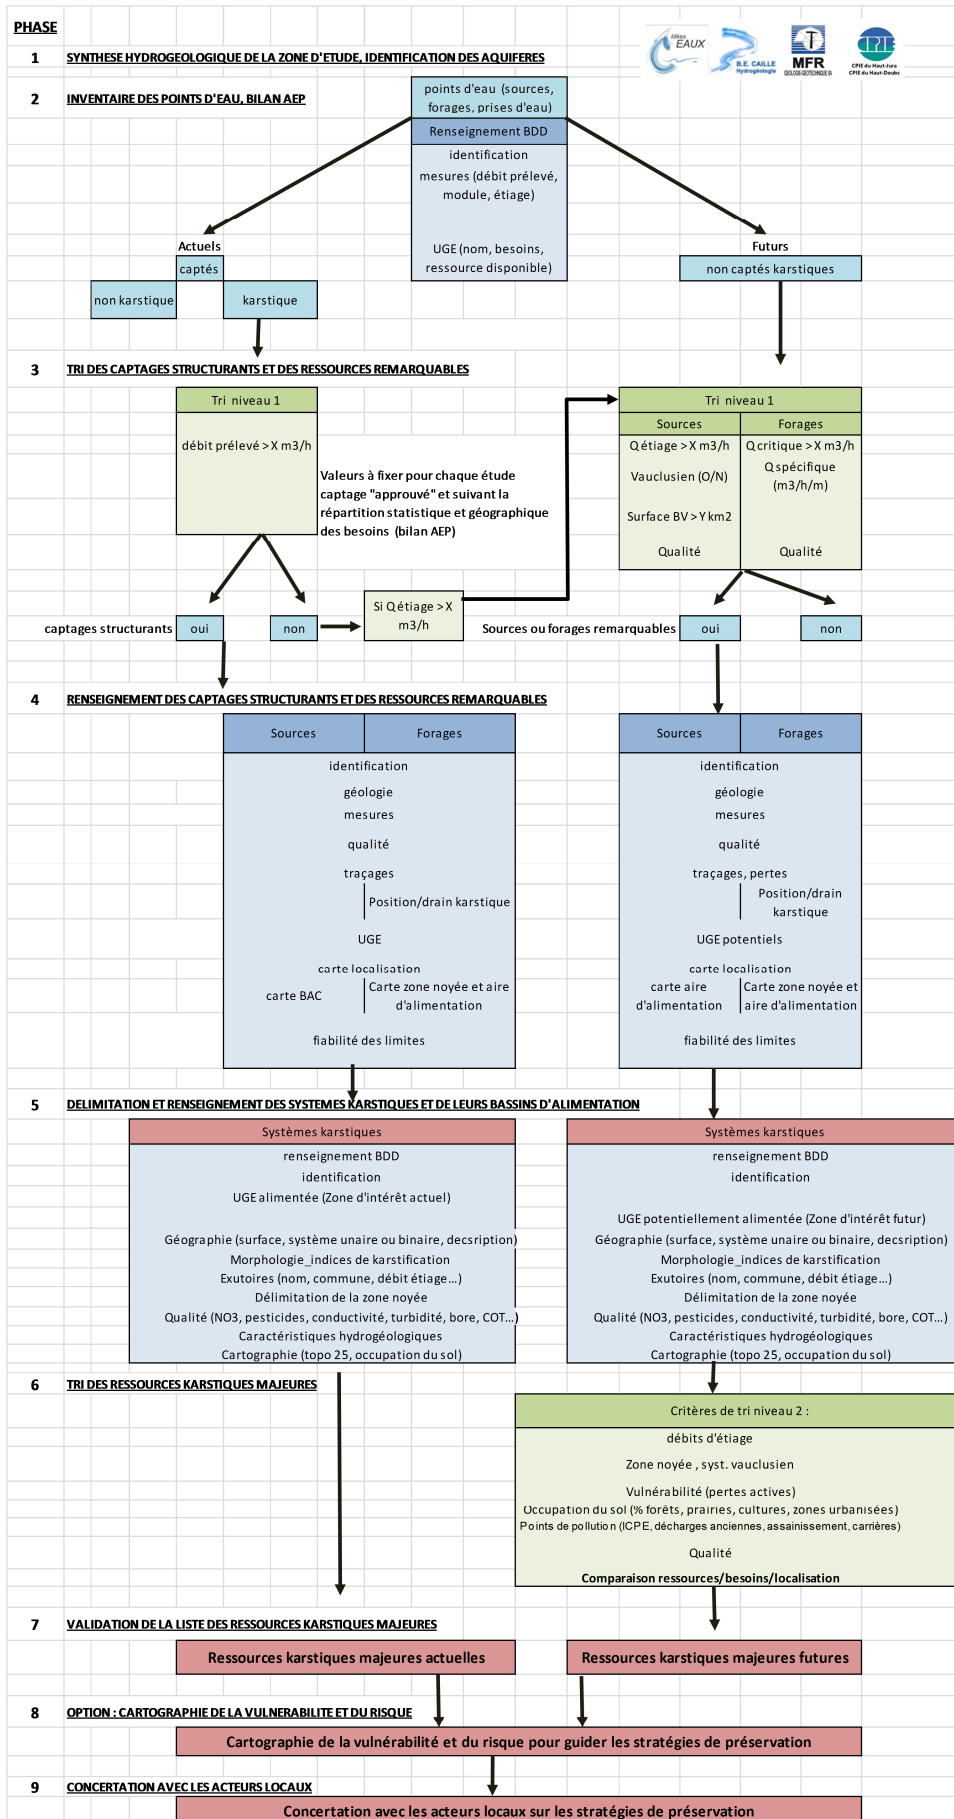 PHASE
1 SYNTHESE HYDROGEOLOGIQUE DE LA ZONE D'ETUDE, IDENTIFICATION DES AQUIFERES
Idées
EAUX
B.E. CAILLE
Hydrogéologie
MFR
GEOLOGIE-GEOTECHNIQUE SA
CPIE
CPIE du Haut-Jura
CPIE du Haut-Doubs
2 INVENTAIRE DES POINTS D'EAU, BILAN AEP
points d'eau (sources,
forages, prises d'eau)
Renseignement BDD
identification
mesures (débit prélevé,
module, étiage)
UGE (nom, besoins,
ressource disponible)
Actuels
captés
non karstique
karstique
Futurs
non captés karstiques
3 TRI DES CAPTAGES STRUCTURANTS ET DES RESSOURCES REMARQUABLES
Tri niveau 1
débit prélevé > X m3/h
Valeurs à fixer pour chaque étude
captage "approuvé" et suivant la
répartition statistique et géographique
des besoins (bilan AEP)
Tri niveau 1
Sources
Forages
Q étiage > X m3/h
Q critique > X m3/h
Vauclusien (O/N)
Q spécifique
(m3/h/m)
Surface BV > Y km2
Qualité
Qualité
captages structurants
oui
non
Si Q étiage > X
m3/h
Sources ou forages remarquables
oui
non
4 RENSEIGNEMENT DES CAPTAGES STRUCTURANTS ET DES RESSOURCES REMARQUABLES
Sources
Forages
identification
géologie
mesures
qualité
traçages
Position/drain karstique
UGE
carte localisation
carte BAC
Carte zone noyée et aire
d'alimentation
fiabilité des limites
Sources
Forages
identification
géologie
mesures
qualité
traçages, pertes
Position/drain
karstique
UGE potentiels
carte localisation
carte aire
d'alimentation
Carte zone noyée et
aire d'alimentation
fiabilité des limites
5 DELIMITATION ET RENSEIGNEMENT DES SYSTEMES KARSTIQUES ET DE LEURS BASSINS D'ALIMENTATION
Systèmes karstiques
renseignement BDD
identification
UGE alimentée (Zone d'intérêt actuel)
Géographie (surface, système unaire ou binaire, decsription)
Morphologie_indices de karstification
Exutoires (nom, commune, débit étiage...)
Délimitation de la zone noyée
Qualité (NO3, pesticides, conductivité, turbidité, bore, COT...)
Caractéristiques hydrogéologiques
Cartographie (topo 25, occupation du sol)
Systèmes karstiques
renseignement BDD
identification
UGE potentiellement alimentée (Zone d'intérêt futur)
Géographie (surface, système unaire ou binaire, decsription)
Morphologie_indices de karstification
Exutoires (nom, commune, débit étiage...)
Délimitation de la zone noyée
Qualité (NO3, pesticides, conductivité, turbidité, bore, COT...)
Caractéristiques hydrogéologiques
Cartographie (topo 25, occupation du sol)
6 TRI DES RESSOURCES KARSTIQUES MAJEURES
Critères de tri niveau 2 :
débits d'étiage
Zone noyée , syst. vauclusien
Vulnérabilité (pertes actives)
Occupation du sol (% forêts, prairies, cultures, zones urbanisées)
Points de pollution (ICPE, décharges anciennes, assainissement, carrières)
Qualité
Comparaison ressources/besoins/localisation
7 VALIDATION DE LA LISTE DES RESSOURCES KARSTIQUES MAJEURES
Ressources karstiques majeures actuelles
Ressources karstiques majeures futures
8 OPTION : CARTOGRAPHIE DE LA VULNERABILITE ET DU RISQUE
Cartographie de la vulnérabilité et du risque pour guider les stratégies de préservation
9 CONCERTATION AVEC LES ACTEURS LOCAUX
Concertation avec les acteurs locaux sur les stratégies de préservation